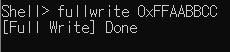 Shell> fullwrite 0xFFAABBCC
[Full Write] Done